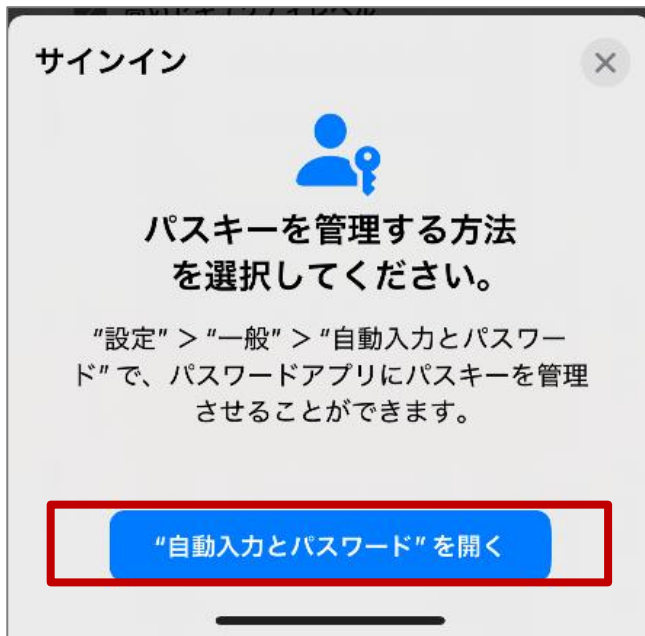 サインイン
パスキーを管理する方法
を選択してください。
"設定" > "一般" > "自動入力とパスワー
ド" で、パスワードアプリにパスキーを管理
させることができます。
"自動入力とパスワード" を開く